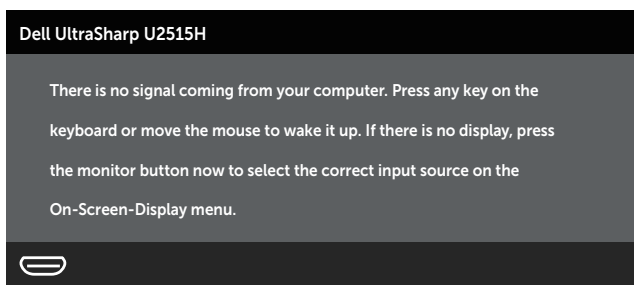 Dell UltraSharp U2515H
There is no signal coming from your computer. Press any key on the
keyboard or move the mouse to wake it up. If there is no display, press
the monitor button now to select the correct input source on the
On-Screen-Display menu.